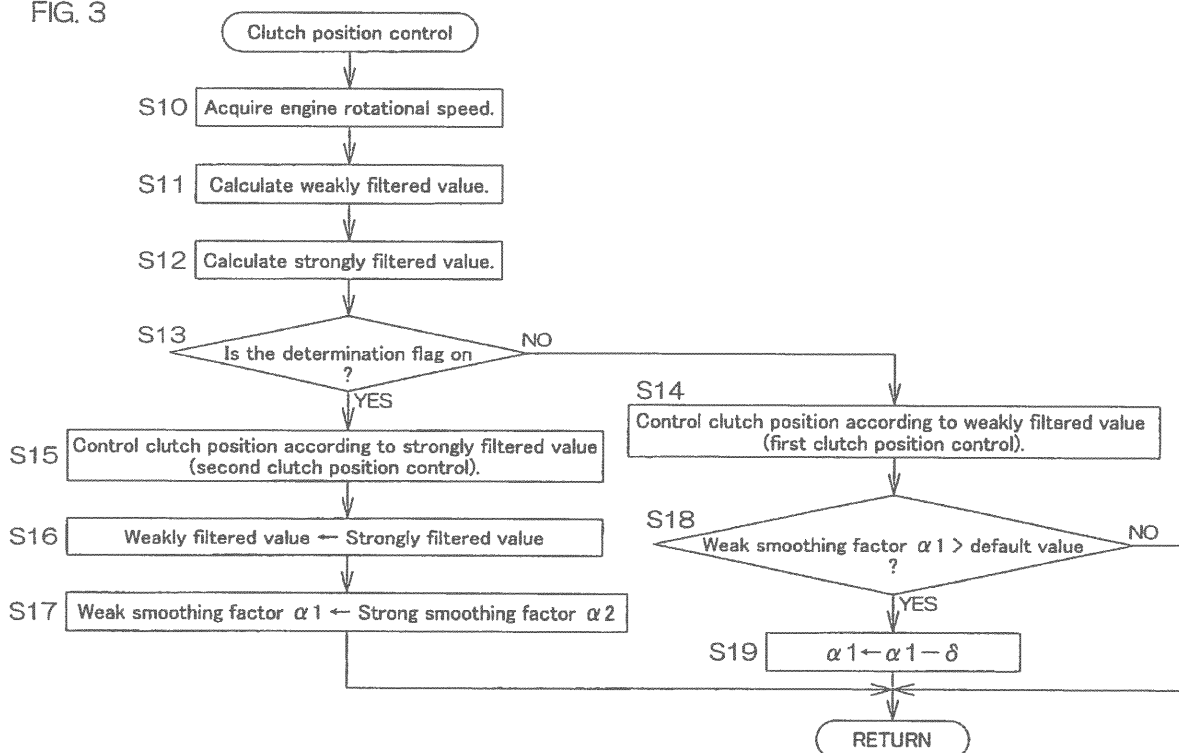 FIG. 3
Clutch position control
S10
Acquire engine rotational speed.
S11
Calculate weakly filtered value.
S12
Calculate strongly filtered value.
S13
Is the determination flag on
?
NO
YES
S14
Control clutch position according to weakly filtered value
(first clutch position control).
S15
Control clutch position according to strongly filtered value
(second clutch position control).
S16
Weakly filtered value ← Strongly filtered value
S17
Weak smoothing factor α1 ← Strong smoothing factor α2
S18
Weak smoothing factor α1 > default value
?
NO
YES
S19
α1←α1−δ
RETURN